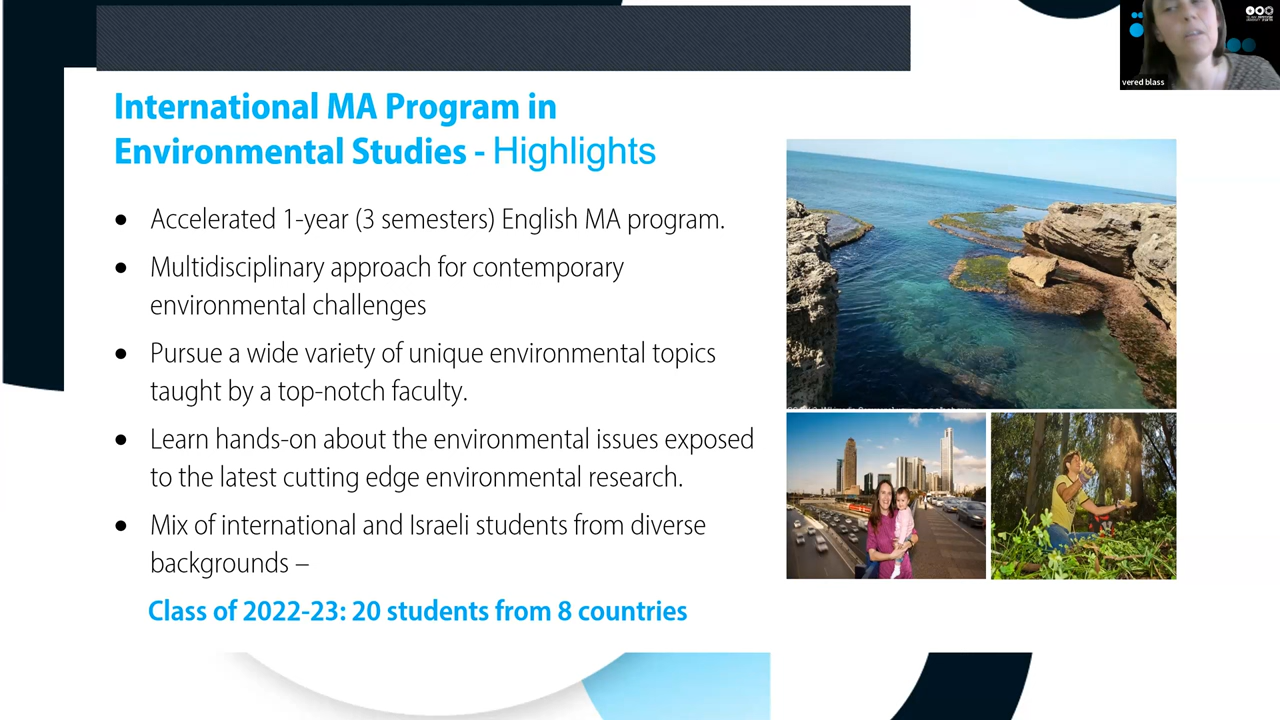 International MA Program in
Environmental Studies - Highlights
• Accelerated 1-year (3 semesters) English MA program.
• Multidisciplinary approach for contemporary
environmental challenges
• Pursue a wide variety of unique environmental topics
taught by a top-notch faculty.
• Learn hands-on about the environmental issues exposed
to the latest cutting edge environmental research.
• Mix of international and Israeli students from diverse
backgrounds –
Class of 2022-23: 20 students from 8 countries
vered blass